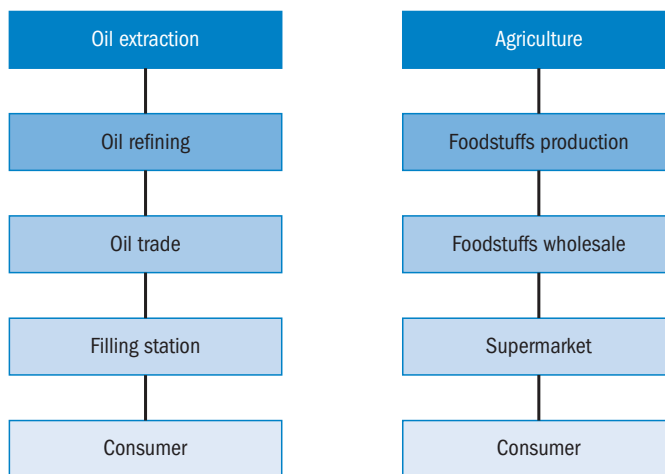 Oil extraction
Oil refining
Oil trade
Filling station
Consumer
Agriculture
Foodstuffs production
Foodstuffs wholesale
Supermarket
Consumer